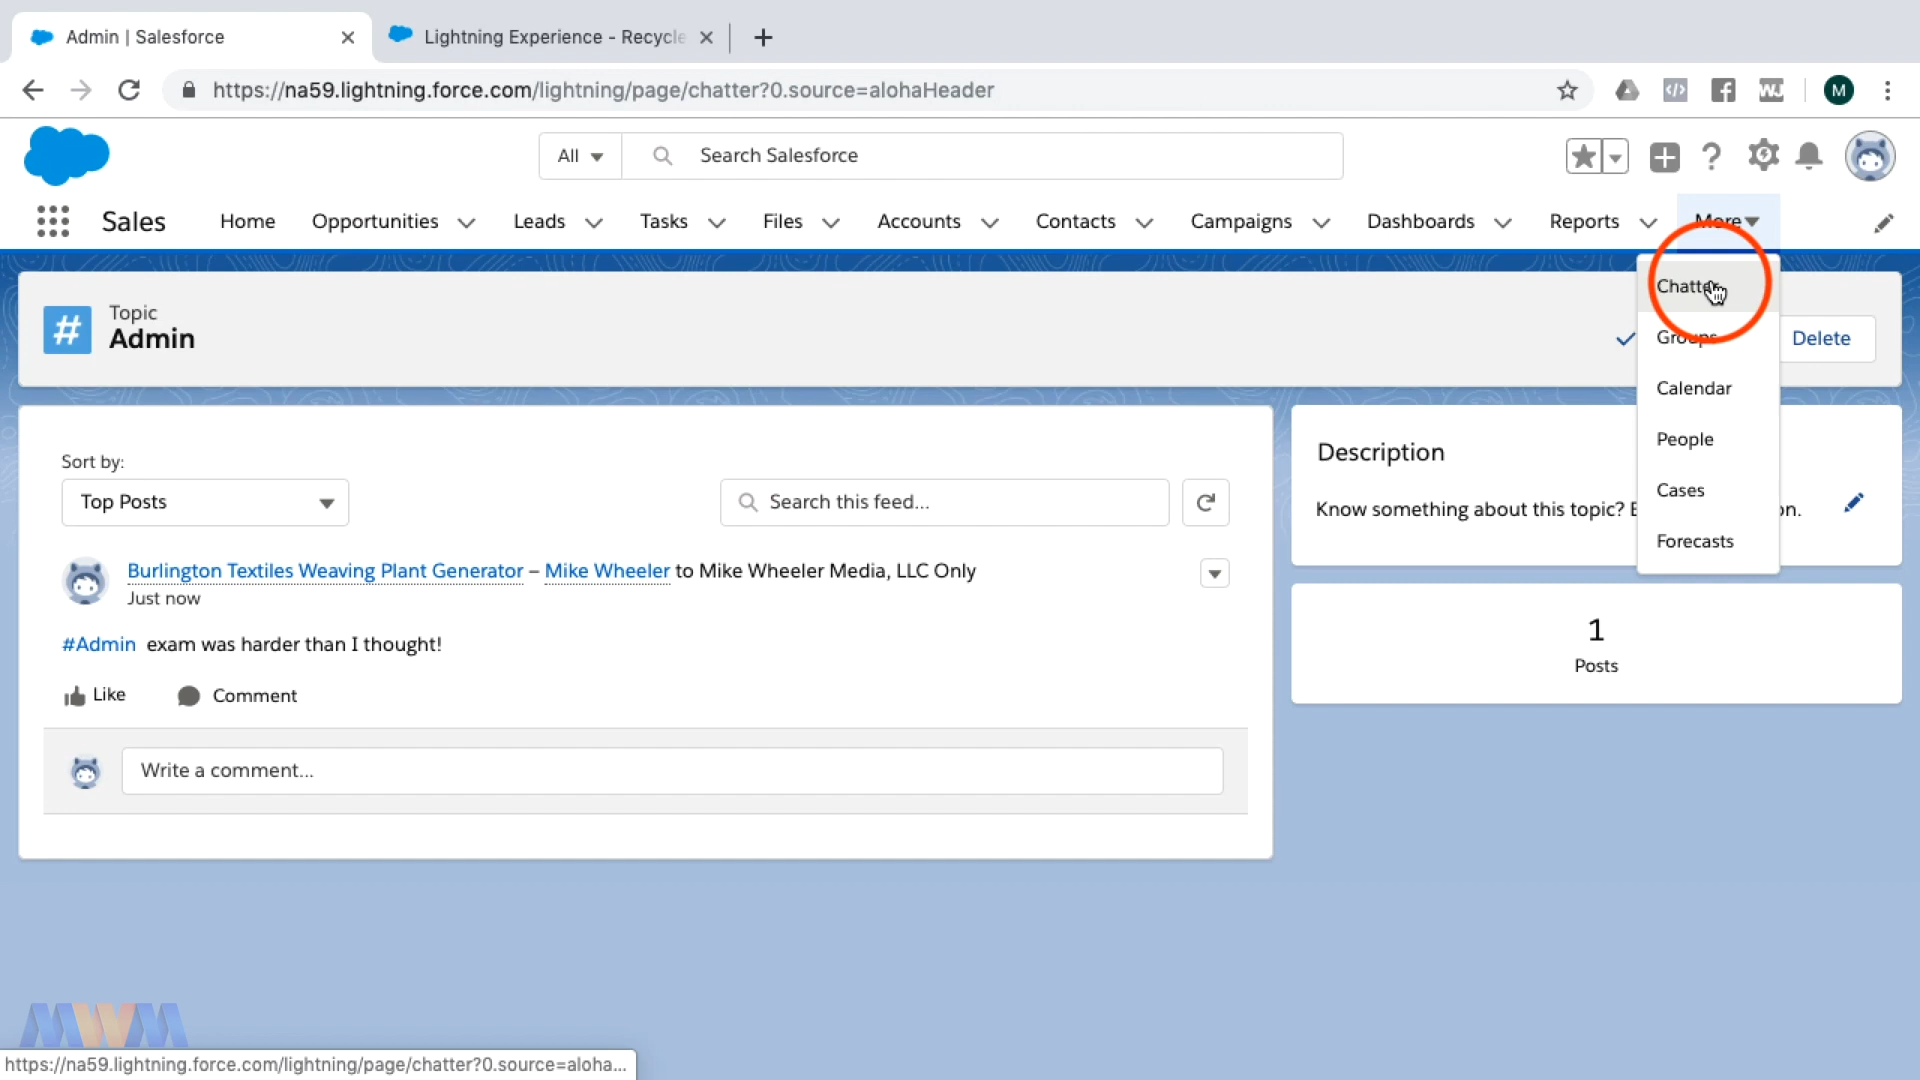 Admin | Salesforce
Lightning Experience - Recycle
https://na59.lightning.force.com/lightning/page/chatter?0.source=alohaHeader
M
All
Search Salesforce
Sales
Home
Opportunities
Leads
Tasks
Files
Accounts
Contacts
Campaigns
Dashboards
Reports
More
Chatter
Groups
Calendar
People
Cases
Forecasts
Topic
Admin
Delete
Sort by:
Top Posts
Search this feed...
Burlington Textiles Weaving Plant Generator – Mike Wheeler to Mike Wheeler Media, LLC Only
Just now
#Admin exam was harder than I thought!
Like
Comment
Write a comment...
Description
Know something about this topic?
1
Posts
MWM
https://na59.lightning.force.com/lightning/page/chatter?0.source=aloha...